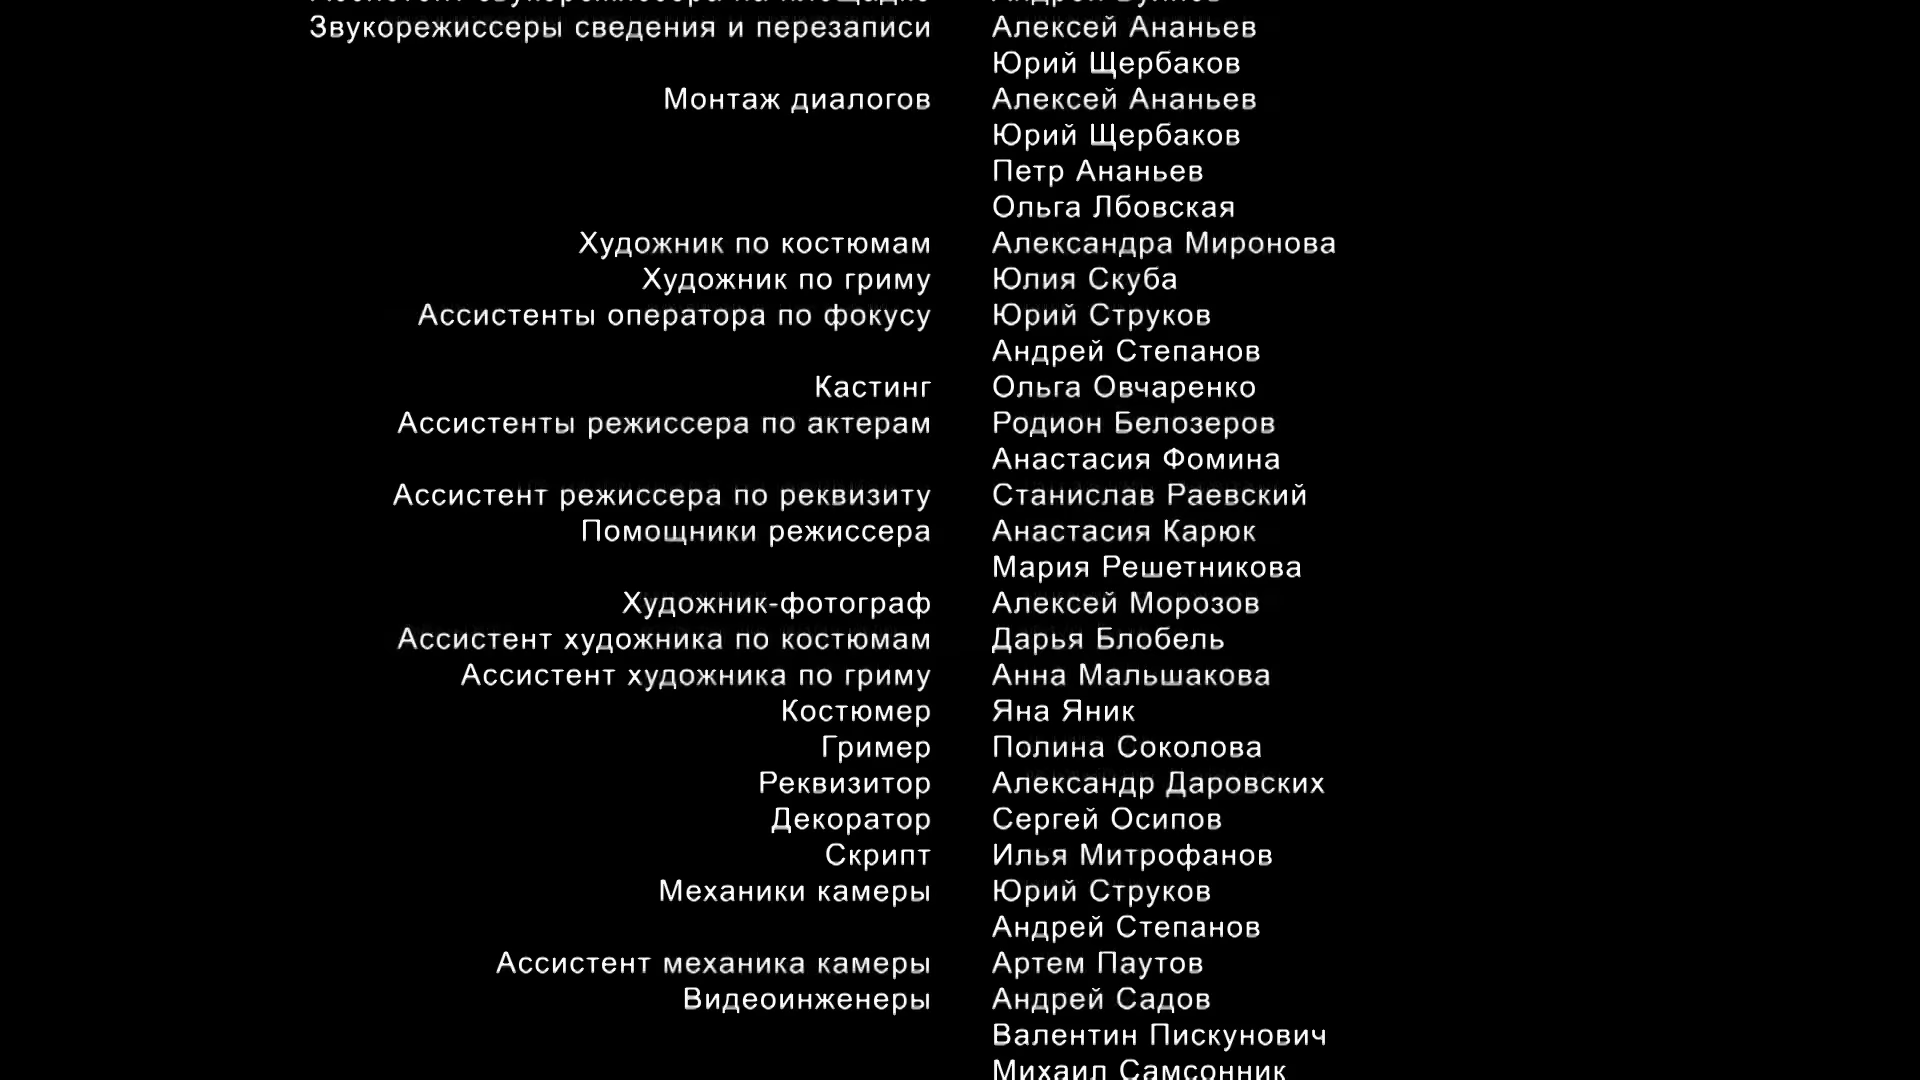 Звукорежиссеры сведения и перезаписи Алексей Ананьев
Юрий Щербаков
Монтаж диалогов Алексей Ананьев
Юрий Щербаков
Петр Ананьев
Ольга Лбовская
Художник по костюмам Александра Миронова
Художник по гриму Юлия Скуба
Ассистенты оператора по фокусу Юрий Струков
Андрей Степанов
Кастинг Ольга Овчаренко
Ассистенты режиссера по актерам Родион Белозеров
Анастасия Фомина
Ассистент режиссера по реквизиту Станислав Раевский
Помощники режиссера Анастасия Карюк
Мария Решетникова
Художник-фотограф Алексей Морозов
Ассистент художника по костюмам Дарья Блобель
Ассистент художника по гриму Анна Мальшакова
Костюмер Яна Яник
Гример Полина Соколова
Реквизитор Александр Даровских
Декоратор Сергей Осипов
Скрипт Илья Митрофанов
Механики камеры Юрий Струков
Андрей Степанов
Ассистент механика камеры Артем Паутов
Видеоинженеры Андрей Садов
Валентин Пискунович
Михаил Самсонник